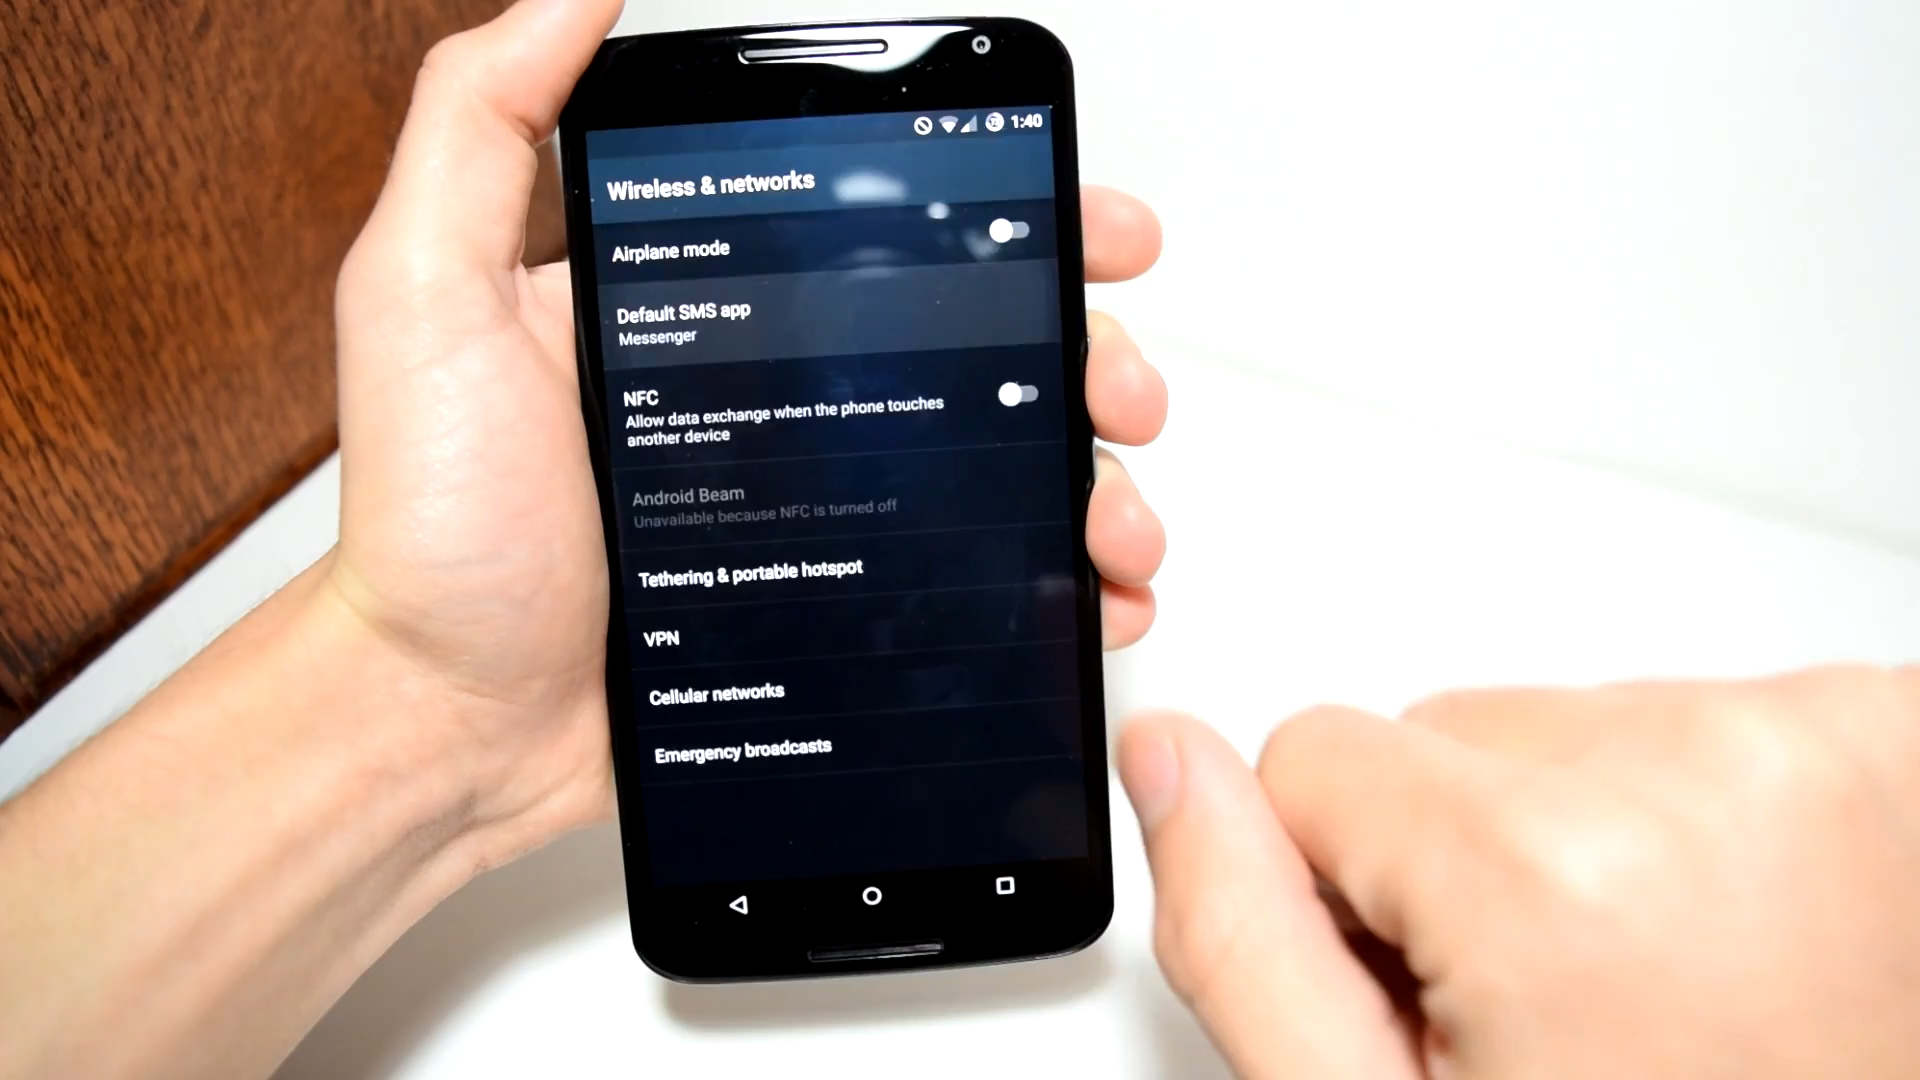 1:40
Wireless & networks
Airplane mode
Default SMS app
Messenger
NFC
Allow data exchange when the phone touches
another device
Android Beam
Unavailable because NFC is turned off
Tethering & portable hotspot
VPN
Cellular networks
Emergency broadcasts